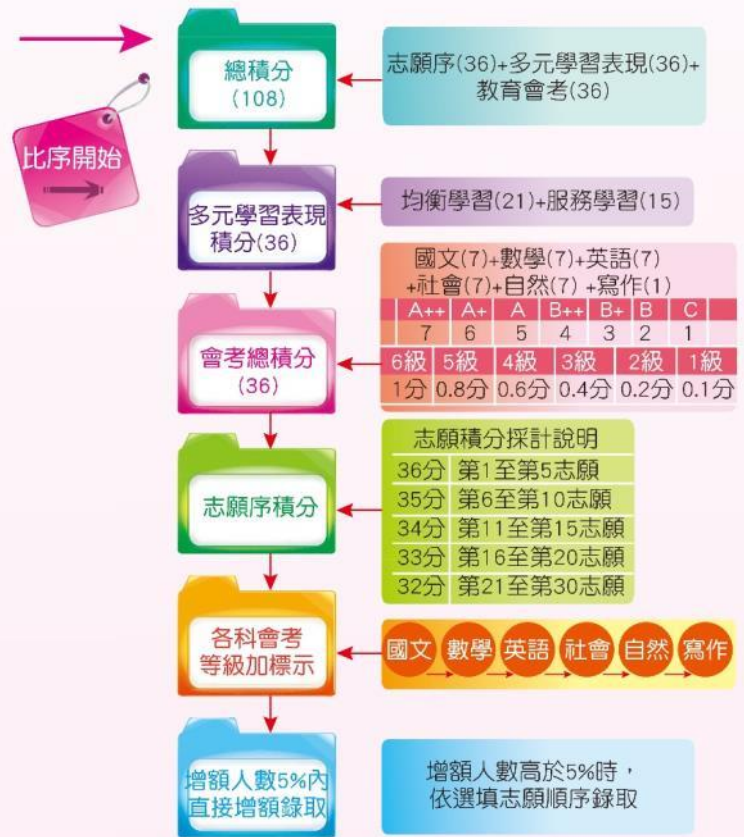 比序開始
總積分
(108)
志願序(36)+多元學習表現(36)+
教育會考(36)
多元學習表現
積分(36)
均衡學習(21)+服務學習(15)
會考總積分
(36)
國文(7)+數學(7)+英語(7)
+社會(7)+自然(7) +寫作(1)
A++ A+ A B++ B+ B C
7 6 5 4 3 2 1
6級 5級 4級 3級 2級 1級
1分 0.8分 0.6分 0.4分 0.2分 0.1分
志願序積分
志願積分採計說明
36分 第1至第5志願
35分 第6至第10志願
34分 第11至第15志願
33分 第16至第20志願
32分 第21至第30志願
各科會考
等級加標示
國文 數學 英語 社會 自然 寫作
增額人數5%內
直接增額錄取
增額人數高於5%時，
依選填志願順序錄取